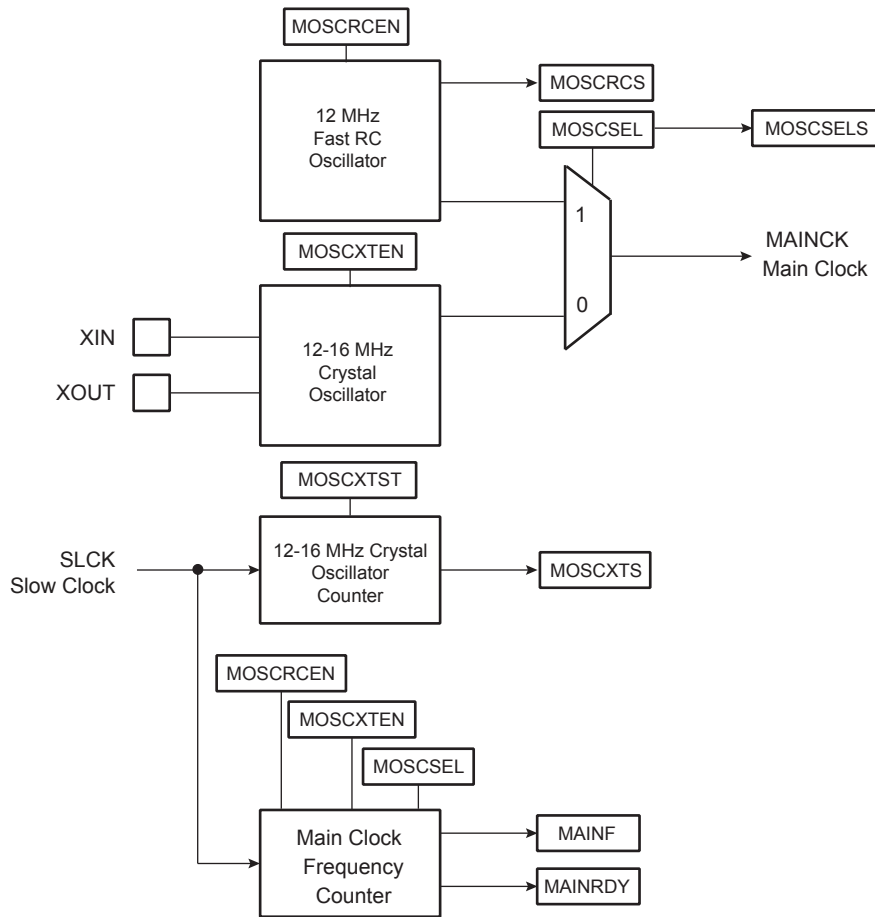 MOSCRCEN
12 MHz
Fast RC
Oscillator
MOSCRCS
MOSCSEL
MOSCSELS
1
0
MAINCK
Main Clock
MOSCXTEN
XIN
XOUT
12-16 MHz
Crystal
Oscillator
MOSCXTST
SLCK
Slow Clock
12-16 MHz Crystal
Oscillator
Counter
MOSCXTS
MOSCRCEN
MOSCXTEN
MOSCSEL
Main Clock
Frequency
Counter
MAINF
MAINRDY